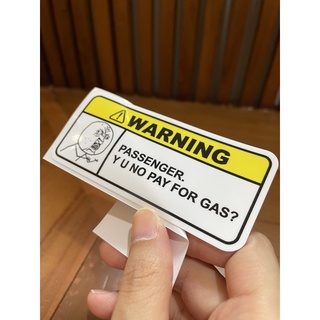 WARNING
PASSENGER.
Y U NO PAY FOR GAS?